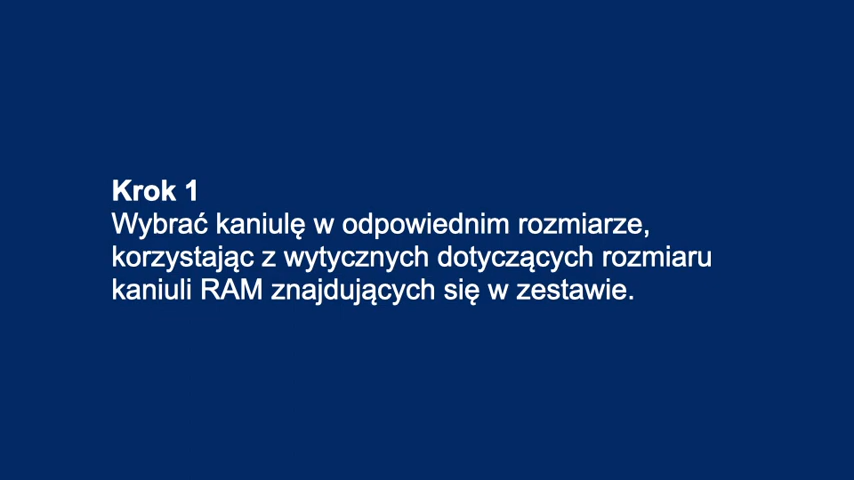 Krok 1
Wybrać kaniulę w odpowiednim rozmiarze,
korzystając z wytycznych dotyczących rozmiaru
kaniuli RAM znajdujących się w zestawie.